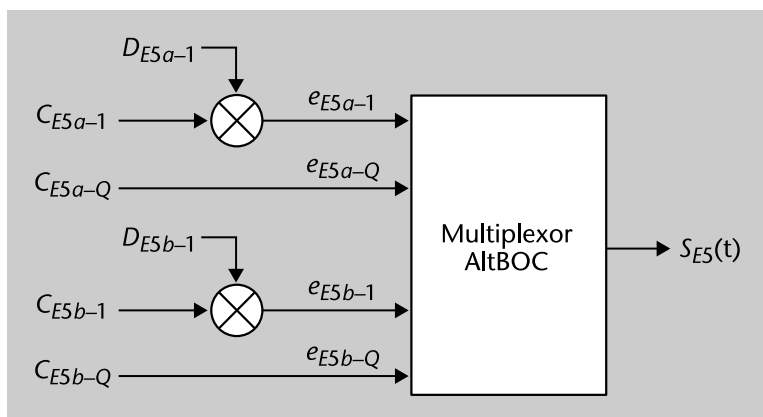 D_{E5a–1}
C_{E5a–1}
e_{E5a–1}
C_{E5a–Q}
e_{E5a–Q}
D_{E5b–1}
C_{E5b–1}
e_{E5b–1}
C_{E5b–Q}
e_{E5b–Q}
Multiplexor
AltBOC
S_{E5}(t)